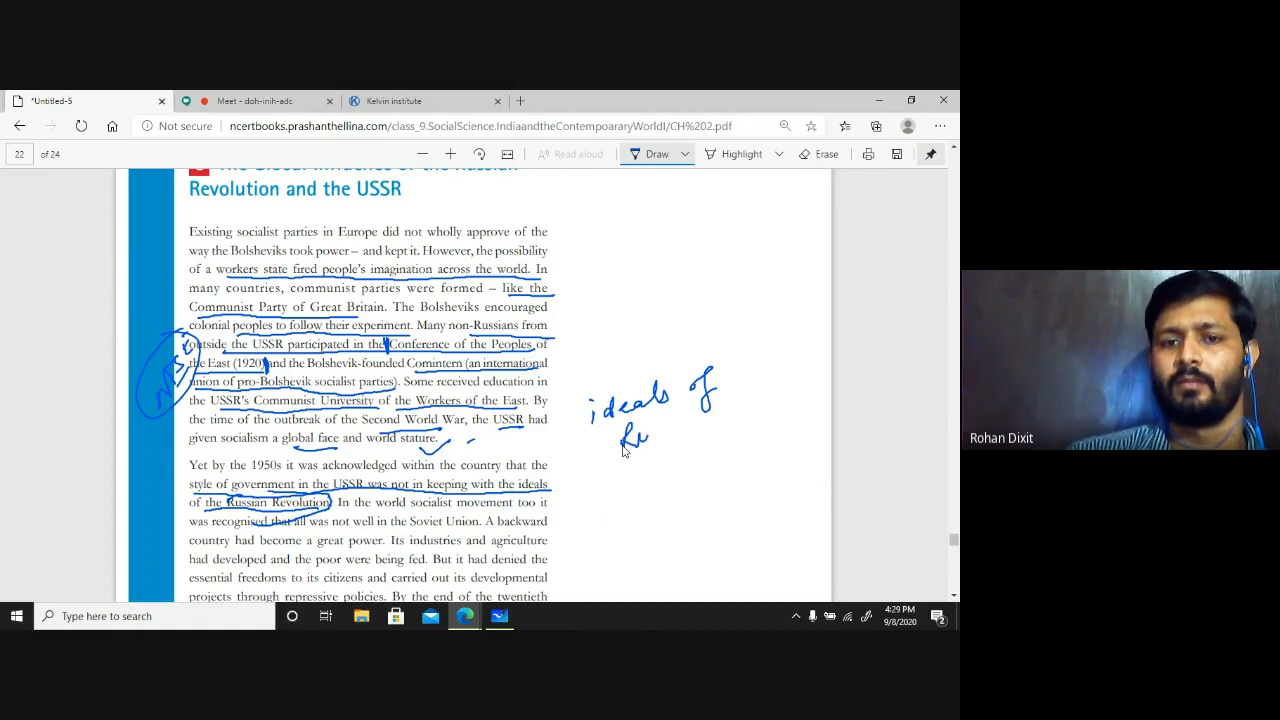 *Untitled-5
Meet - doh-inih-adc
Kelvin institute
Not secure
ncertbooks.prashanthellina.com/class_9.SocialScience.IndiaandtheContempoararyWorldI/CH%202.pdf
22 of 24
Read aloud
Draw
Highlight
Erase
The Global Influence of the Russian
Revolution and the USSR
Existing socialist parties in Europe did not wholly approve of the
way the Bolsheviks took power – and kept it. However, the possibility
of a workers state fired people's imagination across the world. In
many countries, communist parties were formed – like the
Communist Party of Great Britain. The Bolsheviks encouraged
colonial peoples to follow their experiment. Many non-Russians from
outside the USSR participated in the Conference of the Peoples of
the East (1920) and the Bolshevik-founded Comintern (an international
union of pro-Bolshevik socialist parties). Some received education in
the USSR's Communist University of the Workers of the East. By
the time of the outbreak of the Second World War, the USSR had
given socialism a global face and world stature.
Yet by the 1950s it was acknowledged within the country that the
style of government in the USSR was not in keeping with the ideals
of the Russian Revolution. In the world socialist movement too it
was recognised that all was not well in the Soviet Union. A backward
country had become a great power. Its industries and agriculture
had developed and the poor were being fed. But it had denied the
essential freedoms to its citizens and carried out its developmental
projects through repressive policies. By the end of the twentieth
ideals of
Ru
Rohan Dixit
Type here to search
4:29 PM
9/8/2020
2